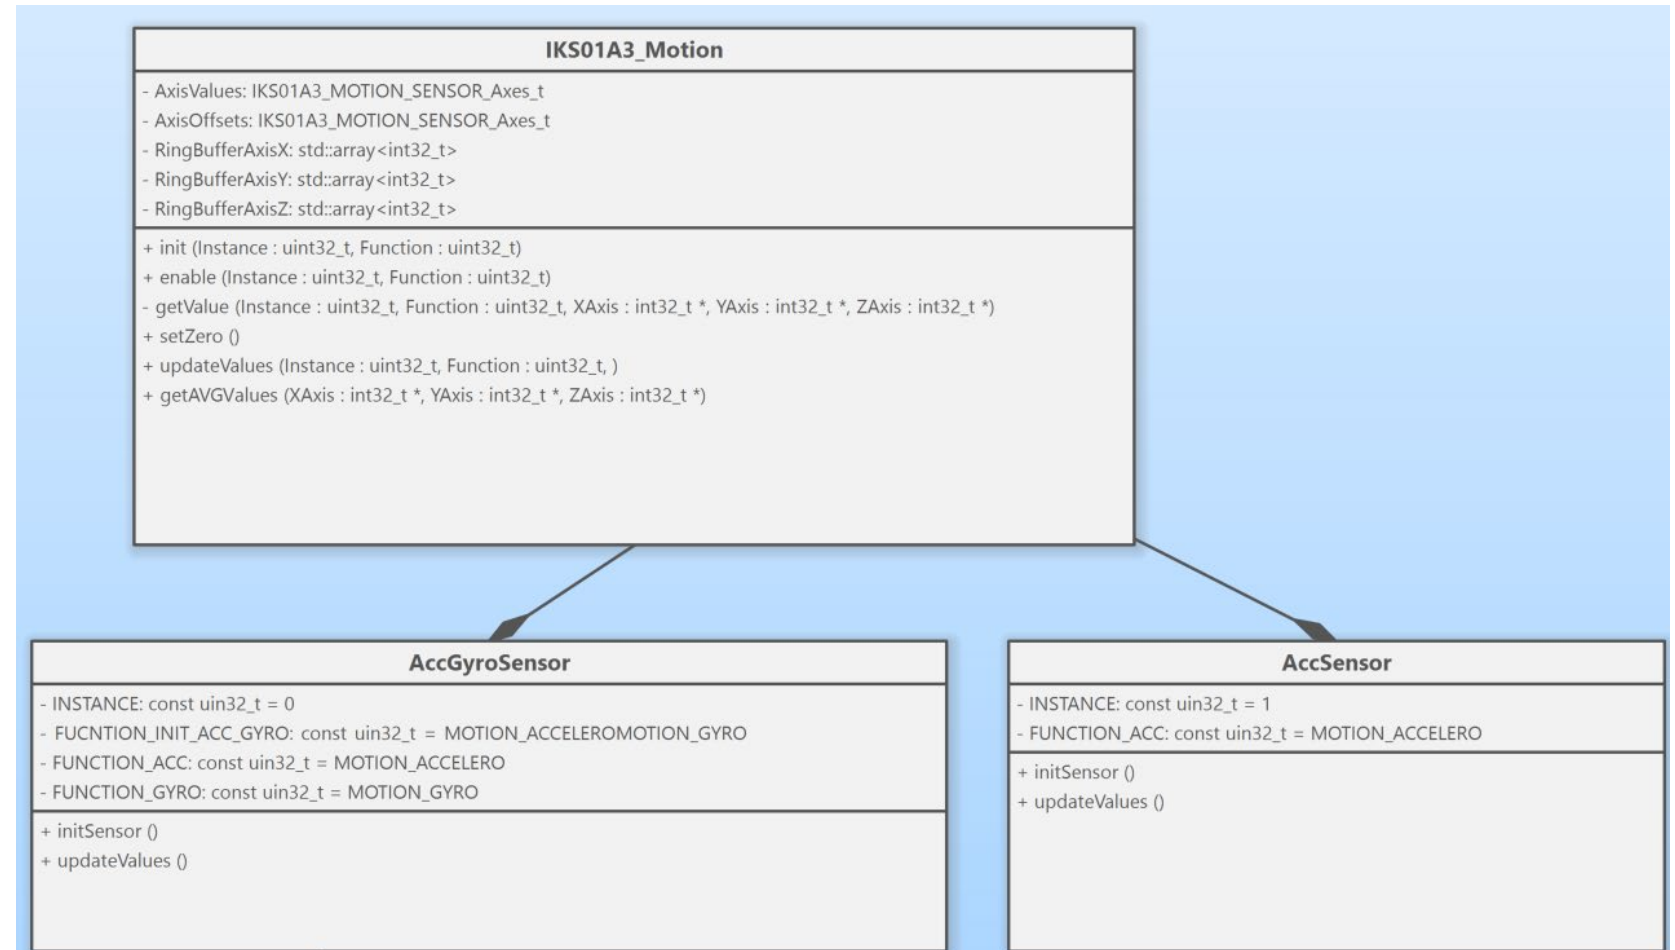 IKS01A3_Motion
- AxisValues: IKS01A3_MOTION_SENSOR_Axes_t
- AxisOffsets: IKS01A3_MOTION_SENSOR_Axes_t
- RingBufferAxisX: std::array<int32_t>
- RingBufferAxisY: std::array<int32_t>
- RingBufferAxisZ: std::array<int32_t>
+ init (Instance : uint32_t, Function : uint32_t)
+ enable (Instance : uint32_t, Function : uint32_t)
- getValue (Instance : uint32_t, Function : uint32_t, XAxis : int32_t *, YAxis : int32_t *, ZAxis : int32_t *)
+ setZero ()
+ updateValues (Instance : uint32_t, Function : uint32_t, )
+ getAVGValues (XAxis : int32_t *, YAxis : int32_t *, ZAxis : int32_t *)
AccGyroSensor
- INSTANCE: const uin32_t = 0
- FUCNTION_INIT_ACC_GYRO: const uin32_t = MOTION_ACCELEROMOTION_GYRO
- FUNCTION_ACC: const uin32_t = MOTION_ACCELERO
- FUNCTION_GYRO: const uin32_t = MOTION_GYRO
+ initSensor ()
+ updateValues ()
AccSensor
- INSTANCE: const uin32_t = 1
- FUNCTION_ACC: const uin32_t = MOTION_ACCELERO
+ initSensor ()
+ updateValues ()